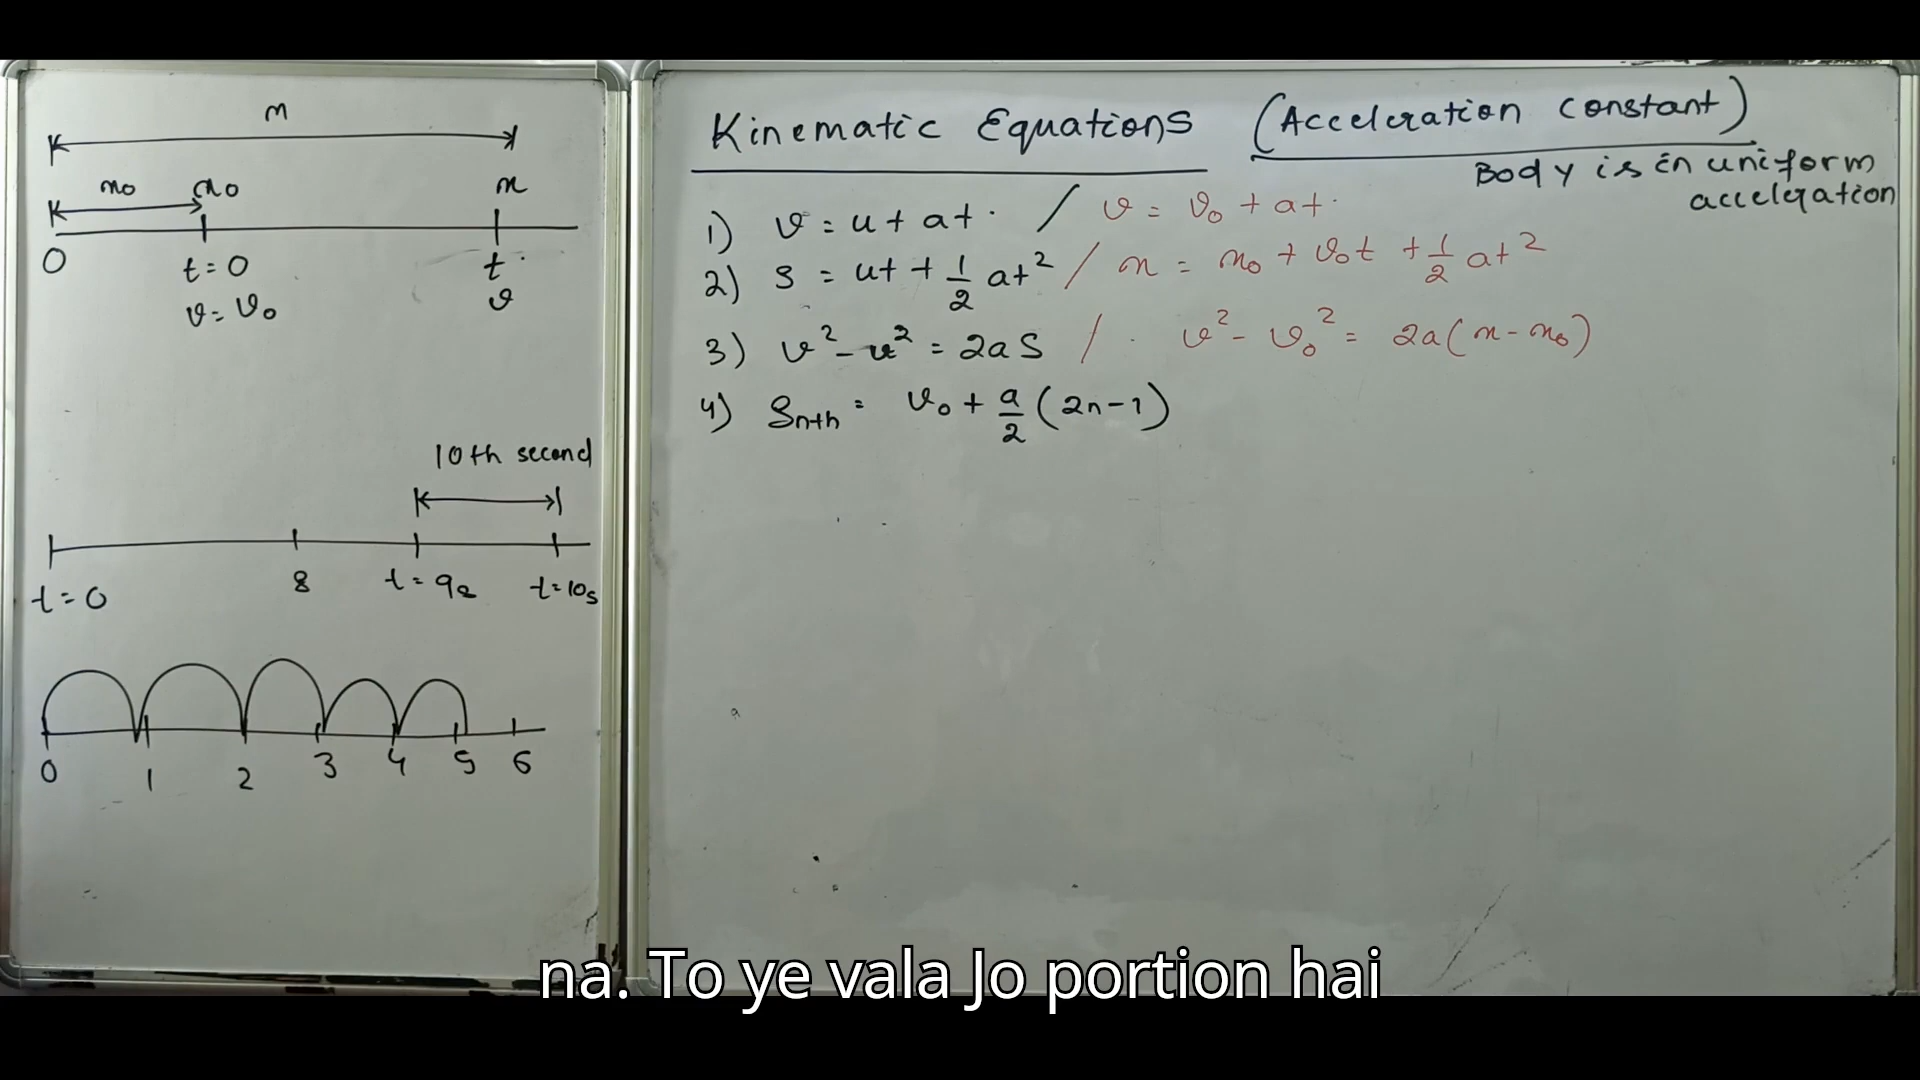 x
x₀ x₀ x
0 t=0 t
v=v₀ v
10th second
t=0 8 t=9s t=10s
0 1 2 3 4 5 6
Kinematic Equations (Acceleration constant)
Body is in uniform
acceleration
1) v = u + at / v = v₀ + at
2) S = ut + 1/2 at² / x = x₀ + v₀t + 1/2 at²
3) v² - u² = 2aS / v² - v₀² = 2a(x - x₀)
4) Snth = v₀ + a/2 (2n-1)
na. To ye vala Jo portion hai